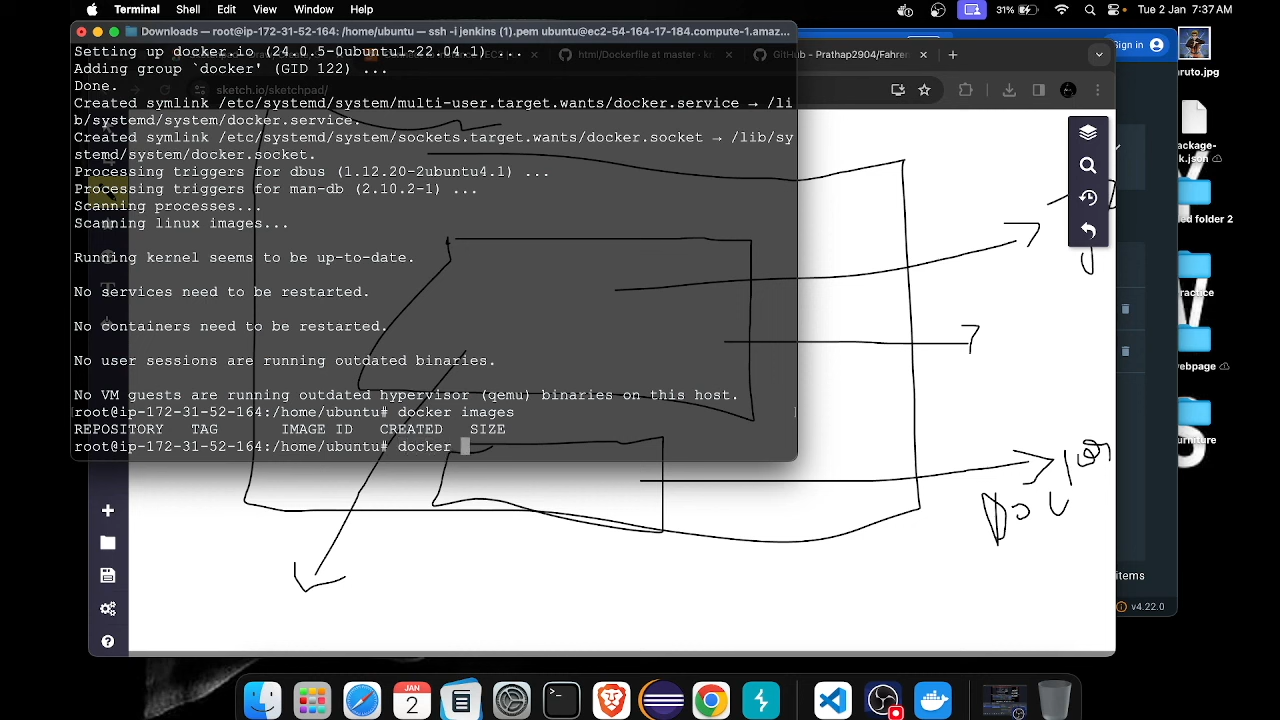 Terminal Shell Edit View Window Help
31% Tue 2 Jan 7:37 AM
Downloads — root@ip-172-31-52-164: /home/ubuntu — ssh -i jenkins (1).pem ubuntu@ec2-54-164-17-184.compute-1.amaz...
Setting up docker.io (24.0.5-0ubuntu1~22.04.1) ...
Adding group `docker' (GID 122) ...
Done.
Created symlink /etc/systemd/system/multi-user.target.wants/docker.service → /li
b/systemd/system/docker.service.
Created symlink /etc/systemd/system/sockets.target.wants/docker.socket → /lib/sy
stemd/system/docker.socket.
Processing triggers for dbus (1.12.20-2ubuntu4.1) ...
Processing triggers for man-db (2.10.2-1) ...
Scanning processes...
Scanning linux images...
Running kernel seems to be up-to-date.
No services need to be restarted.
No containers need to be restarted.
No user sessions are running outdated binaries.
No VM guests are running outdated hypervisor (qemu) binaries on this host.
root@ip-172-31-52-164:/home/ubuntu# docker images
REPOSITORY TAG IMAGE ID CREATED SIZE
root@ip-172-31-52-164:/home/ubuntu# docker
html/Dockerfile at master · k
GitHub - Prathap2904/Fahre
sketch.io/sketchpad/
Sign in
ruto.jpg
package-
k.json
ed folder 2
ractice
webpage
urniture
items
v4.22.0
JAN
2